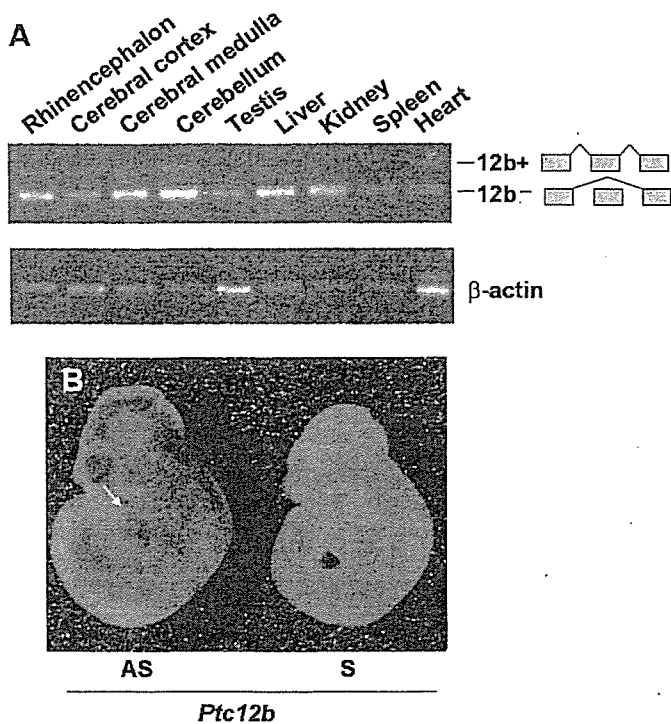 A
Rhinencephalon
Cerebral cortex
Cerebral medulla
Cerebellum
Testis
Liver
Kidney
Spleen
Heart
12b+
12b-
β-actin
B
AS
S
Ptc12b